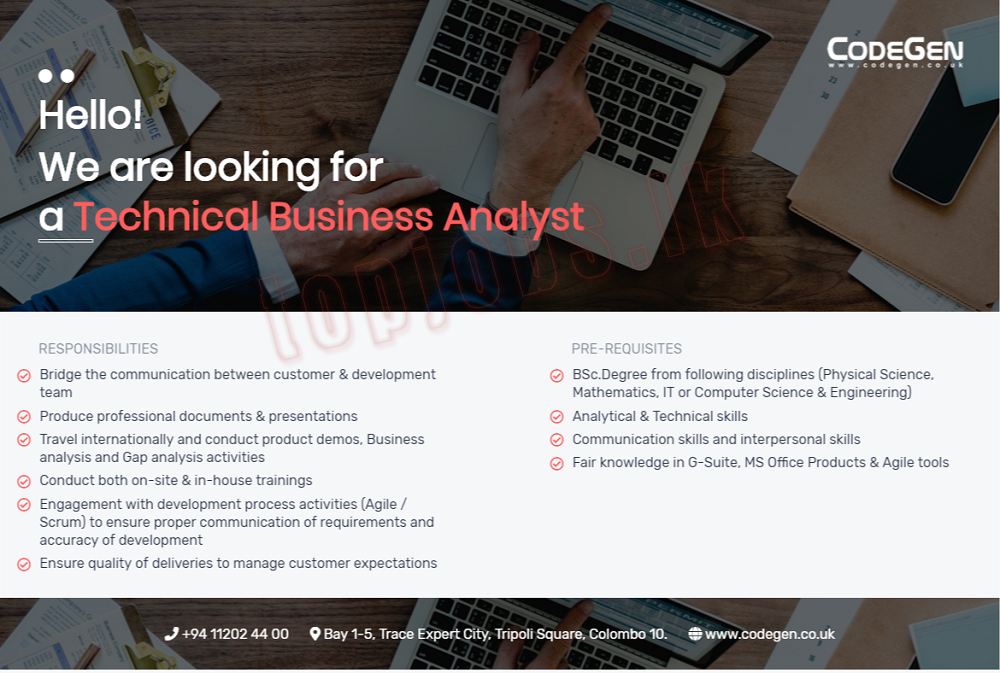 CODEGEN
www.codegen.co.uk
Hello!
We are looking for
a Technical Business Analyst
topjobs.lk
RESPONSIBILITIES
Bridge the communication between customer & development
team
Produce professional documents & presentations
Travel internationally and conduct product demos, Business
analysis and Gap analysis activities
Conduct both on-site & in-house trainings
Engagement with development process activities (Agile /
Scrum) to ensure proper communication of requirements and
accuracy of development
Ensure quality of deliveries to manage customer expectations
PRE-REQUISITES
BSc.Degree from following disciplines (Physical Science,
Mathematics, IT or Computer Science & Engineering)
Analytical & Technical skills
Communication skills and interpersonal skills
Fair knowledge in G-Suite, MS Office Products & Agile tools
+94 11202 44 00 Bay 1-5, Trace Expert City, Tripoli Square, Colombo 10. www.codegen.co.uk